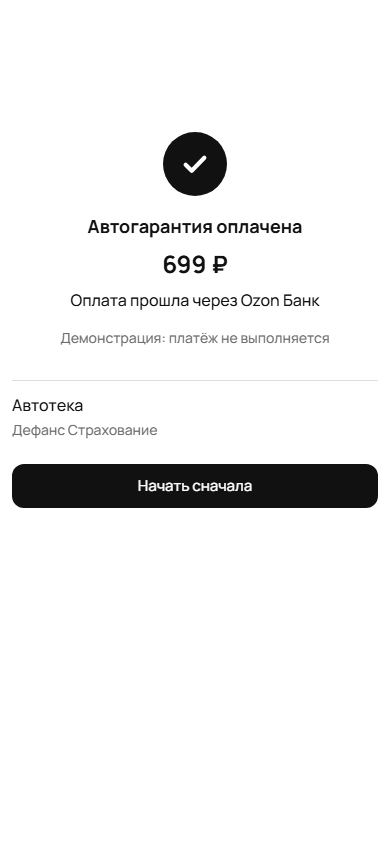 Автогарантия оплачена
699 ₽
Оплата прошла через Ozon Банк
Демонстрация: платёж не выполняется
Автотека
Дефанс Страхование
Начать сначала